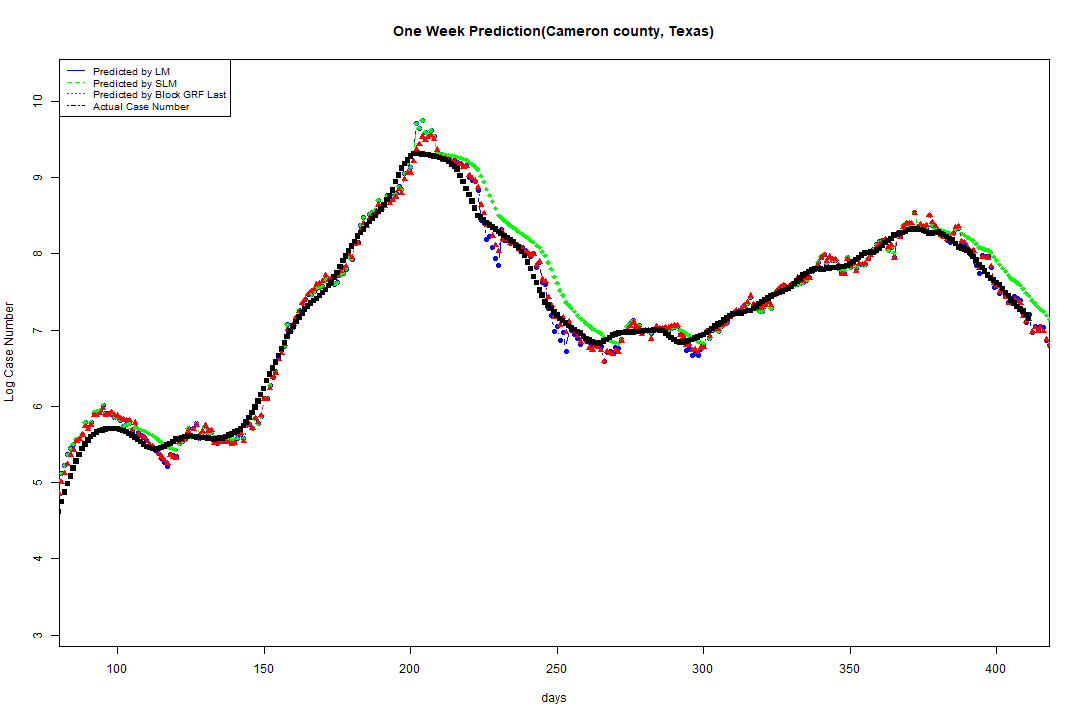 One Week Prediction(Cameron county, Texas)
Predicted by LM
Predicted by SLM
Predicted by Block GRF Last
Actual Case Number
10
9
8
7
6
5
4
3
Log Case Number
100 150 200 250 300 350 400
days